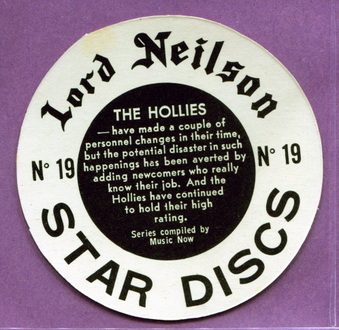 Lord Neilson
THE HOLLIES
—have made a couple of
personnel changes in their time,
but the potential disaster in such
happenings has been averted by
adding newcomers who really
know their job. And the
Hollies have continued
to hold their high
rating.
Series compiled by
Music Now
Nº 19
Nº 19
STAR DISCS